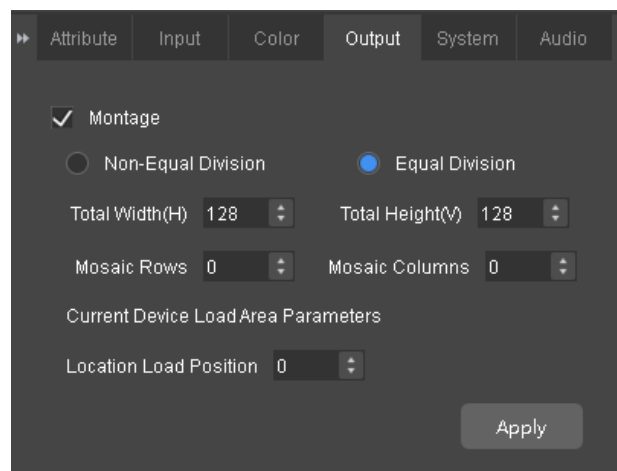 Attribute Input Color Output System Audio
Montage
Non-Equal Division Equal Division
Total Width(H) 128 Total Height(V) 128
Mosaic Rows 0 Mosaic Columns 0
Current Device Load Area Parameters
Location Load Position 0
Apply